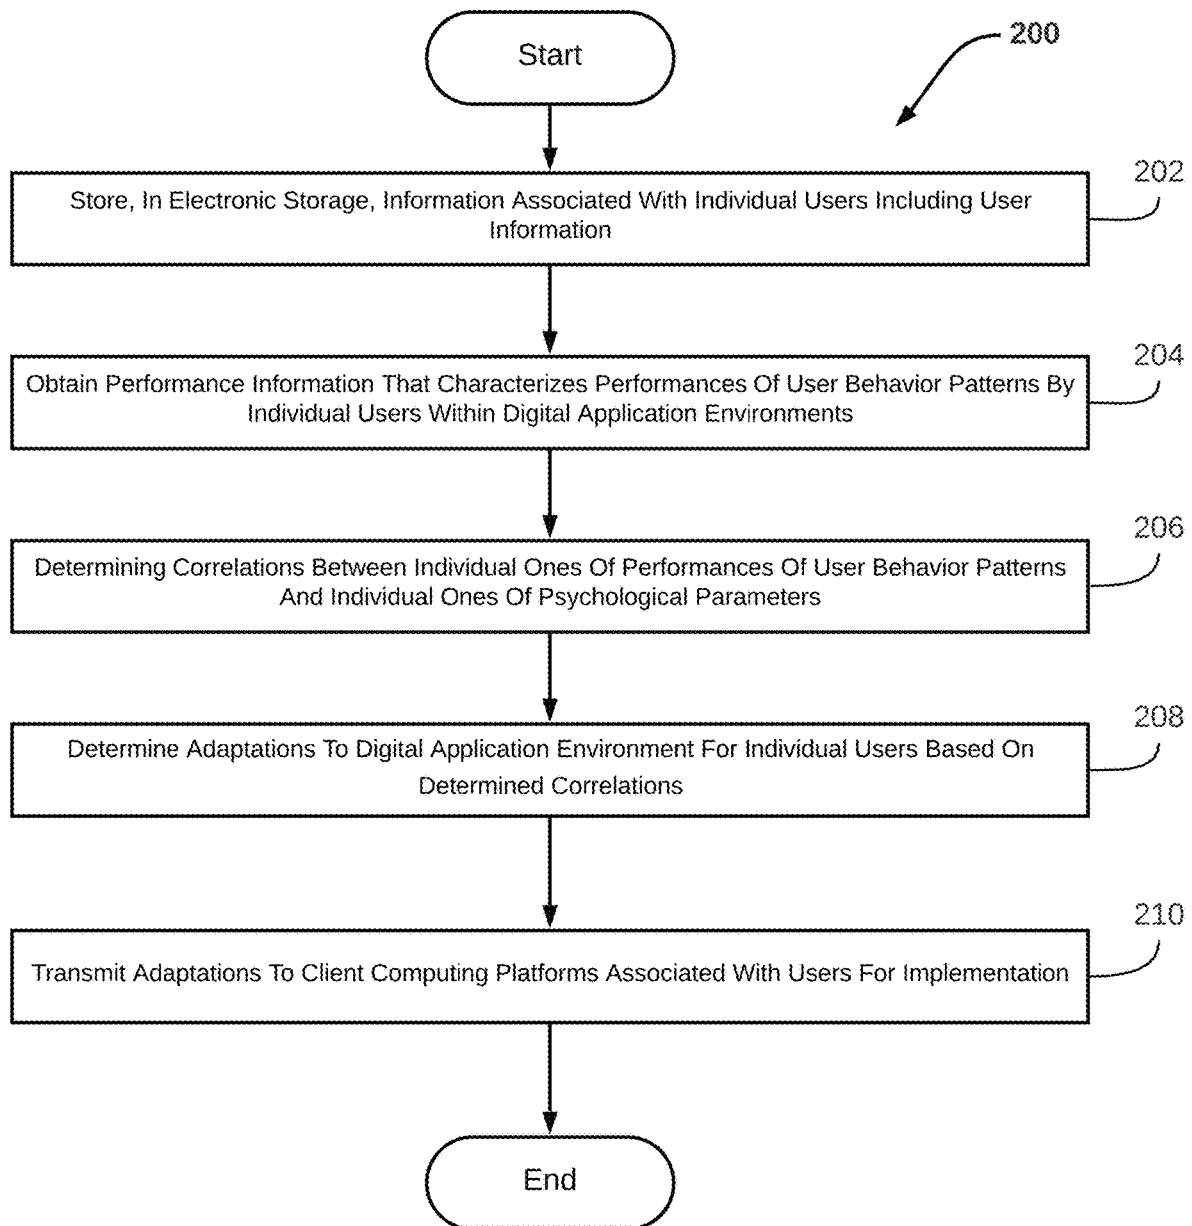 Start
200
202
Store, In Electronic Storage, Information Associated With Individual Users Including User
Information
204
Obtain Performance Information That Characterizes Performances Of User Behavior Patterns By
Individual Users Within Digital Application Environments
206
Determining Correlations Between Individual Ones Of Performances Of User Behavior Patterns
And Individual Ones Of Psychological Parameters
208
Determine Adaptations To Digital Application Environment For Individual Users Based On
Determined Correlations
210
Transmit Adaptations To Client Computing Platforms Associated With Users For Implementation
End